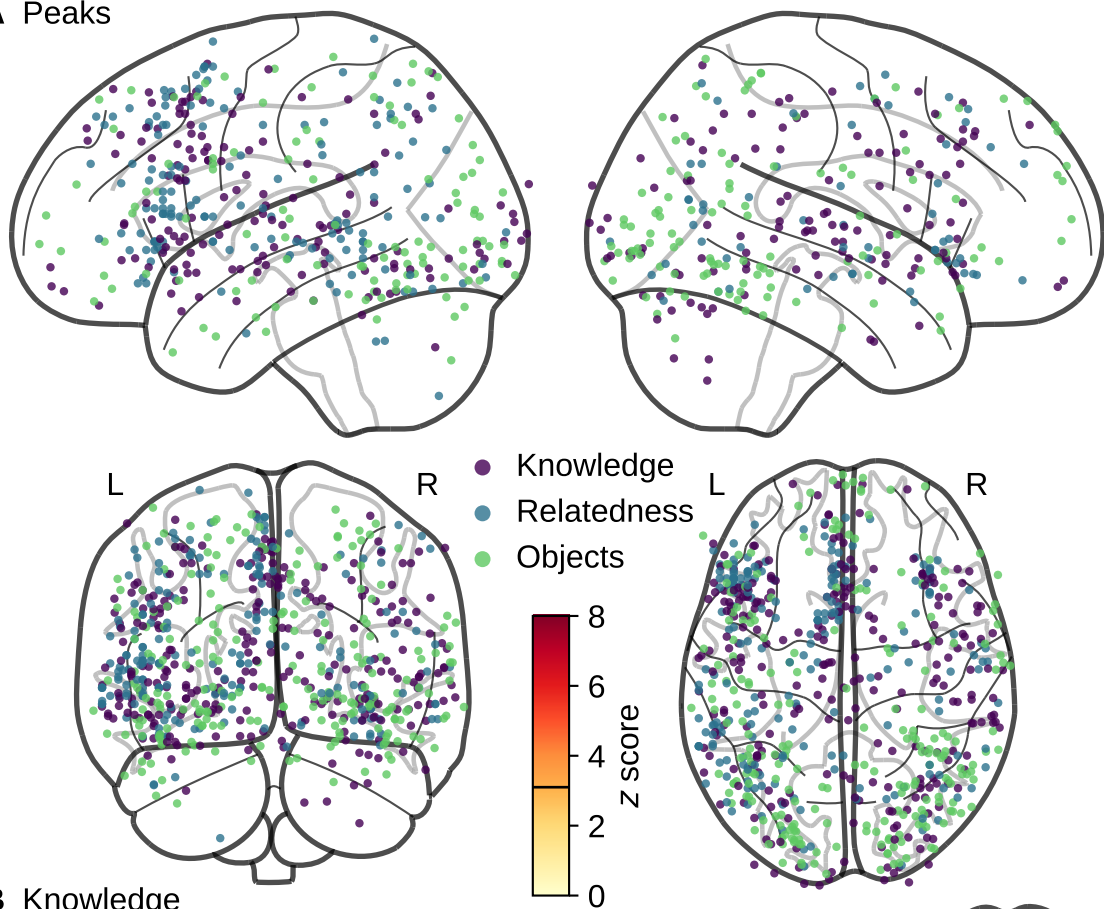 A Peaks
L
R
Knowledge
Relatedness
Objects
L
R
8
6
4
2
0
z score
B Knowledge